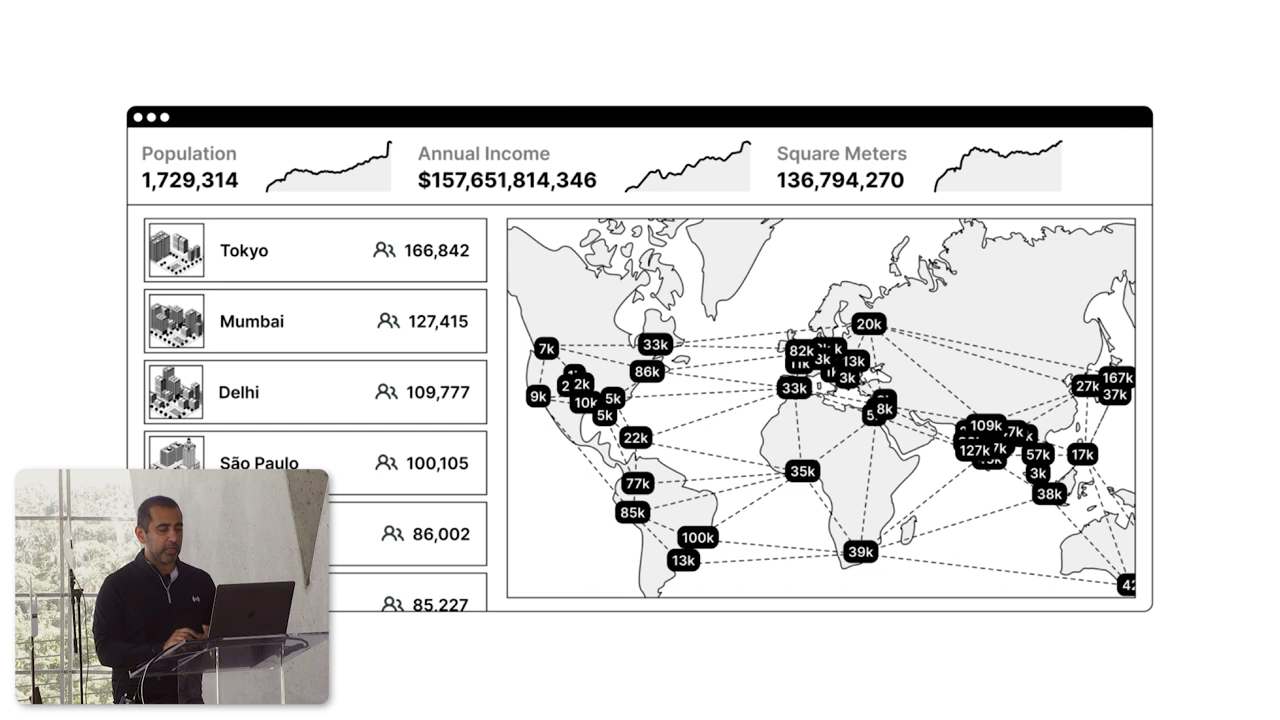 Population
1,729,314
Annual Income
$157,651,814,346
Square Meters
136,794,270
Tokyo 166,842
Mumbai 127,415
Delhi 109,777
São Paulo 100,105
86,002
85,227
20k
7k
33k
82k
13k
3k
3k
86k
33k
2k
9k
10k
5k
5k
22k
8k
27k
167k
37k
109k
127k
57k
17k
3k
38k
77k
35k
85k
100k
13k
39k